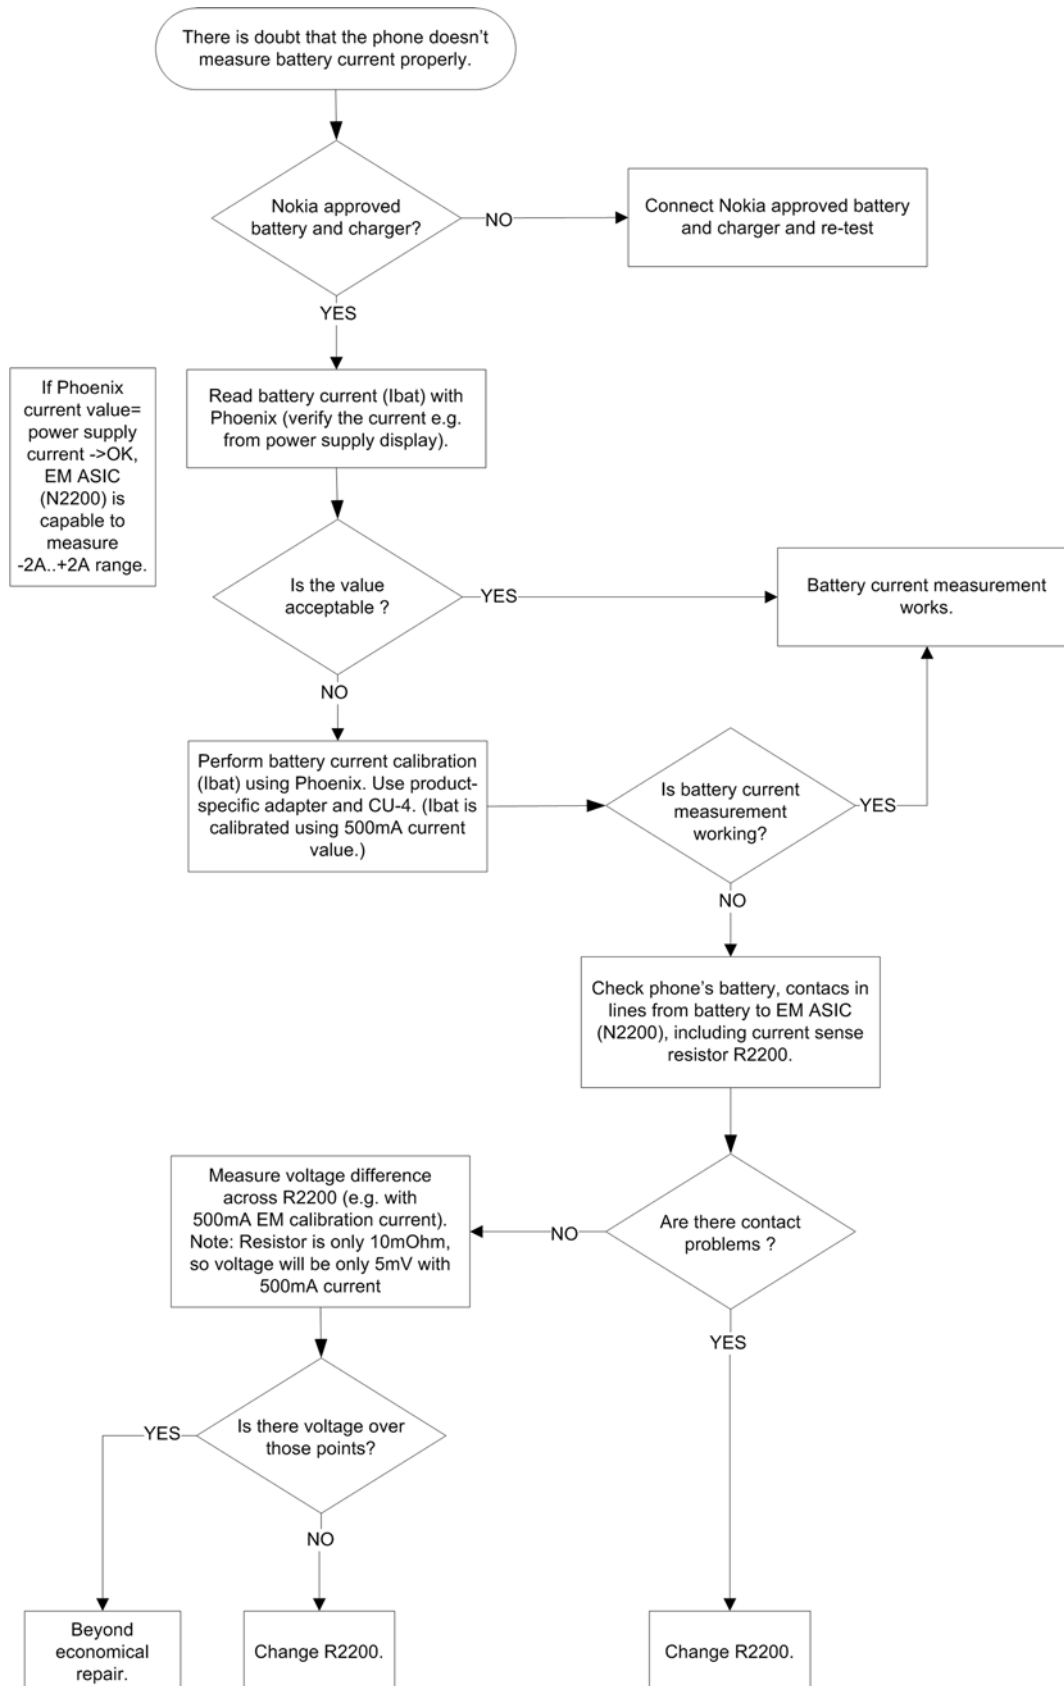 There is doubt that the phone doesn't
measure battery current properly.
Nokia approved
battery and charger?
NO
Connect Nokia approved battery
and charger and re-test
YES
If Phoenix
current value=
power supply
current ->OK,
EM ASIC
(N2200) is
capable to
measure
-2A..+2A range.
Read battery current (Ibat) with
Phoenix (verify the current e.g.
from power supply display).
Is the value
acceptable ?
YES
Battery current measurement
works.
NO
Perform battery current calibration
(Ibat) using Phoenix. Use product-
specific adapter and CU-4. (Ibat is
calibrated using 500mA current
value.)
Is battery current
measurement
working?
YES
NO
Check phone's battery, contacs in
lines from battery to EM ASIC
(N2200), including current sense
resistor R2200.
Are there contact
problems ?
NO
Measure voltage difference
across R2200 (e.g. with
500mA EM calibration current).
Note: Resistor is only 10mOhm,
so voltage will be only 5mV with
500mA current
YES
Is there voltage over
those points?
YES
NO
Beyond
economical
repair.
Change R2200.
Change R2200.